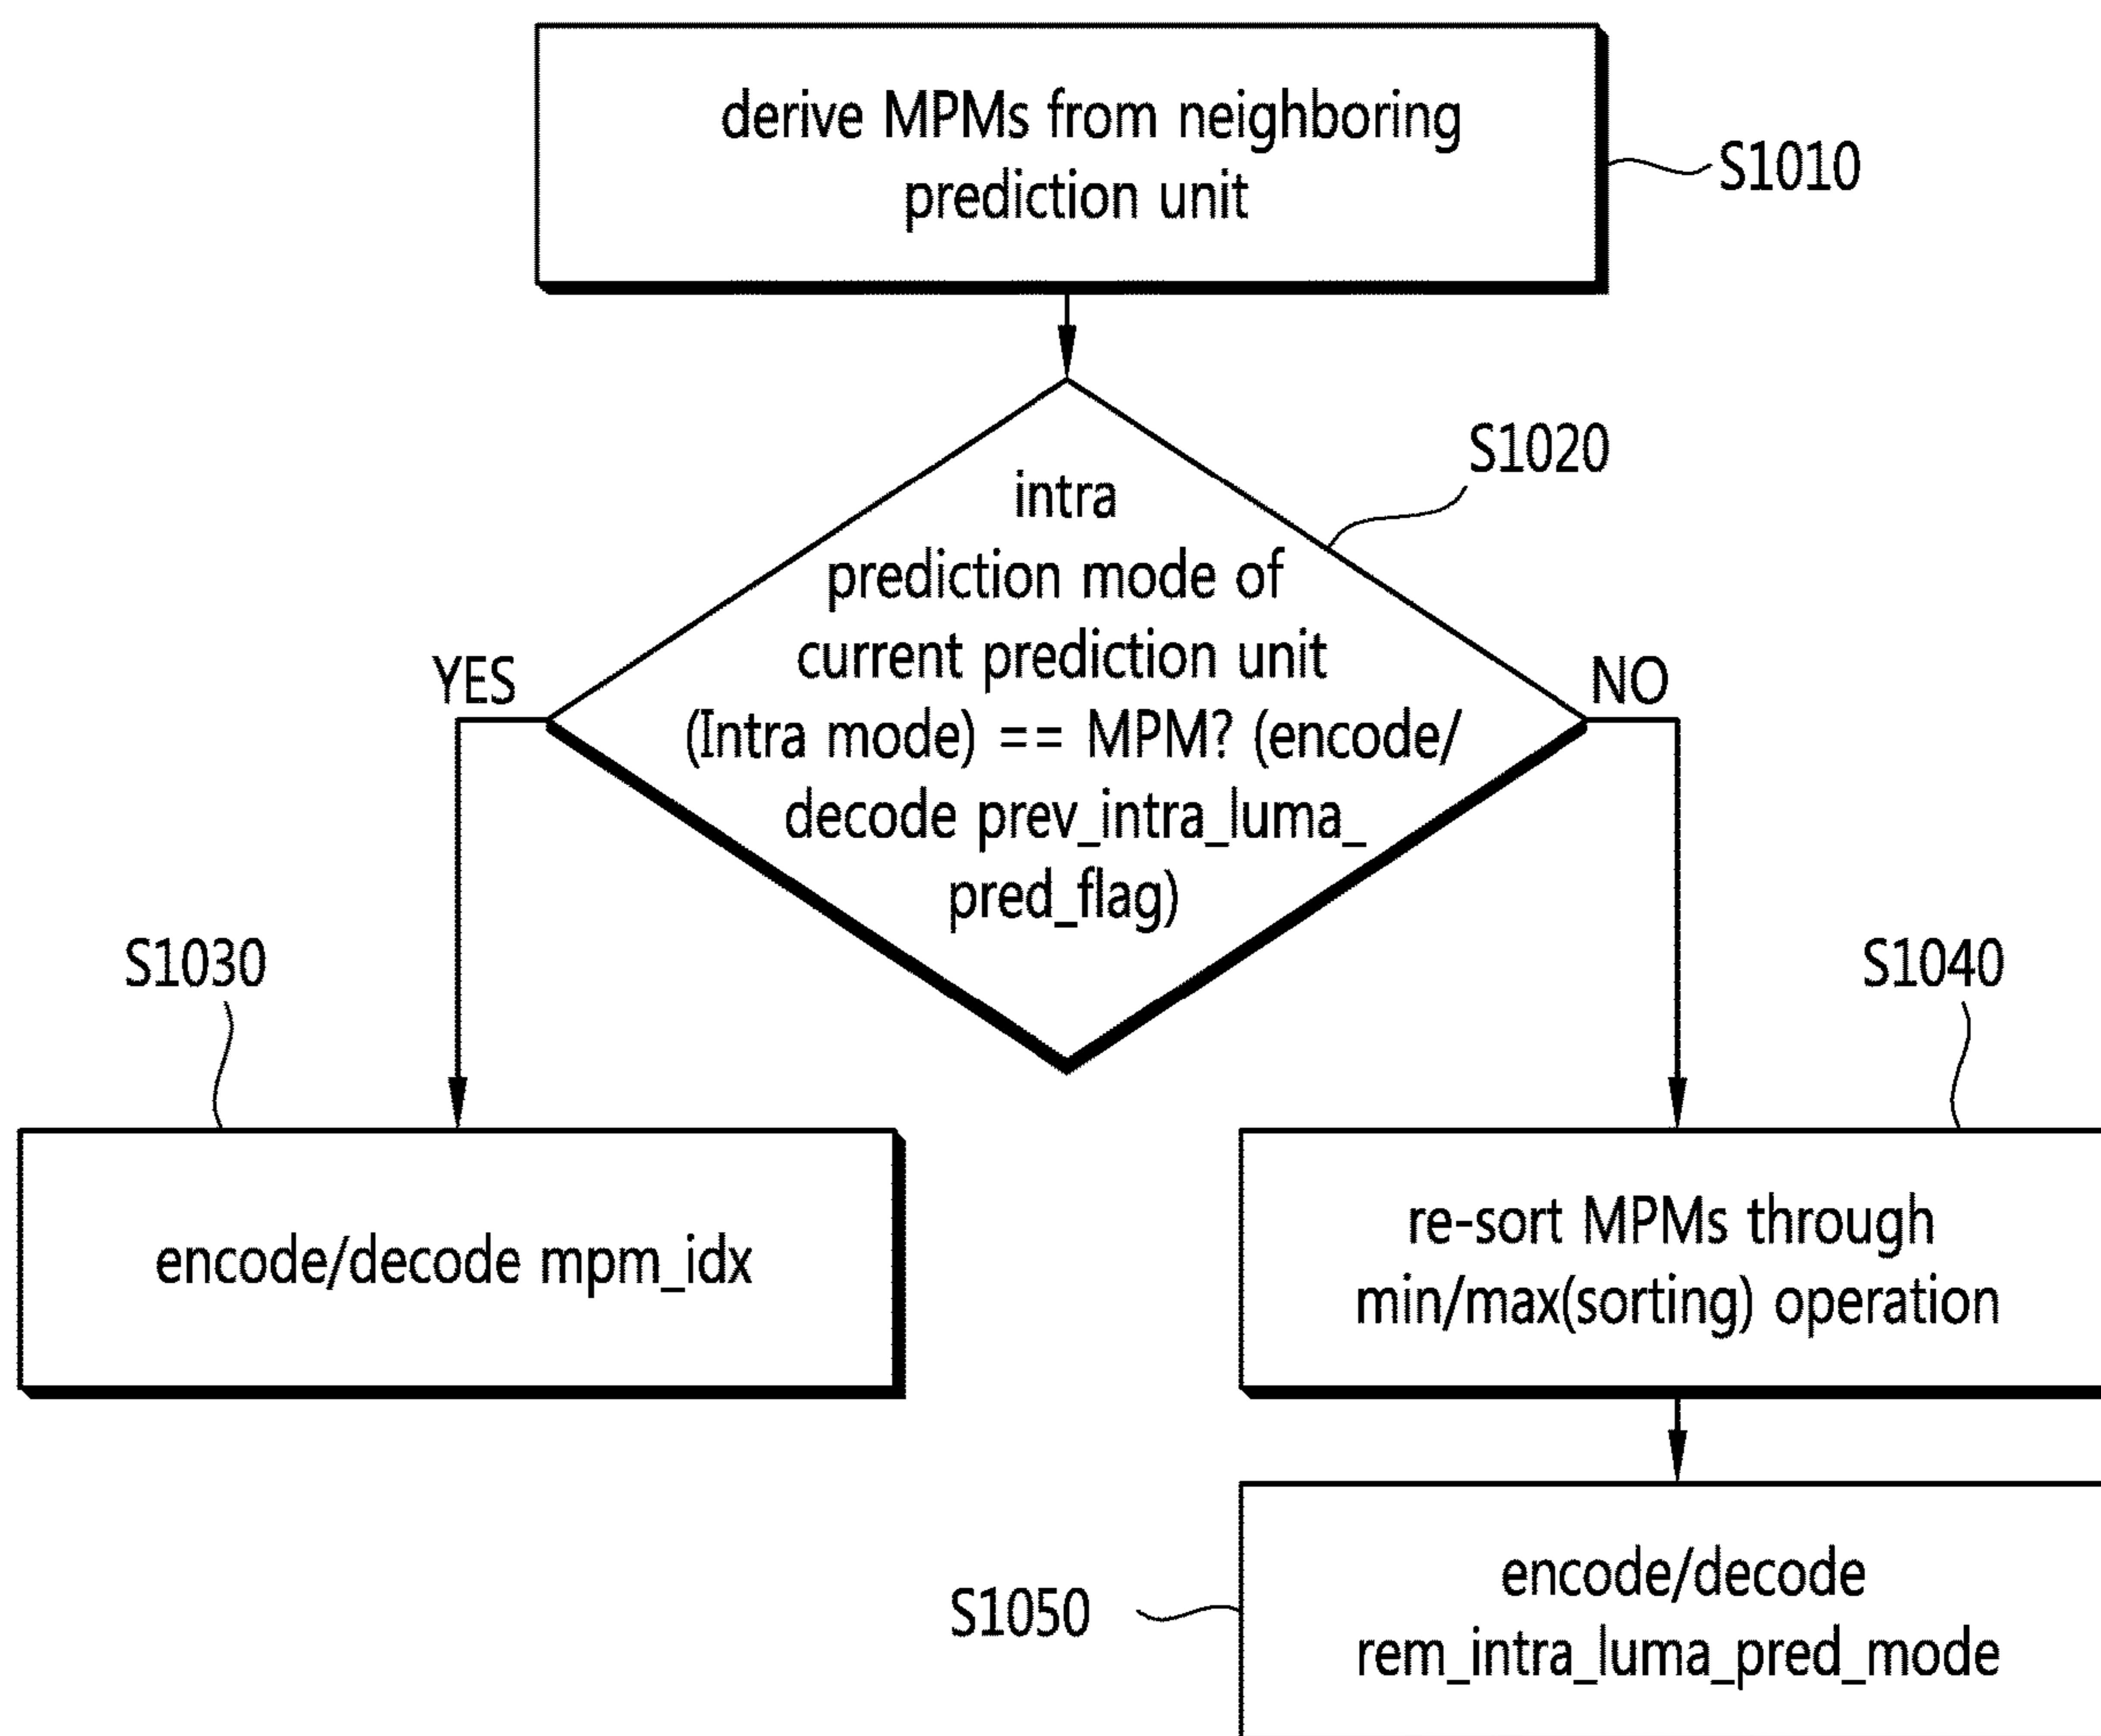 derive MPMs from neighboring
prediction unit
S1010
S1020
intra
prediction mode of
current prediction unit
(Intra mode) == MPM? (encode/
decode prev_intra_luma_
pred_flag)
YES
NO
S1030
encode/decode mpm_idx
S1040
re-sort MPMs through
min/max(sorting) operation
S1050
encode/decode
rem_intra_luma_pred_mode